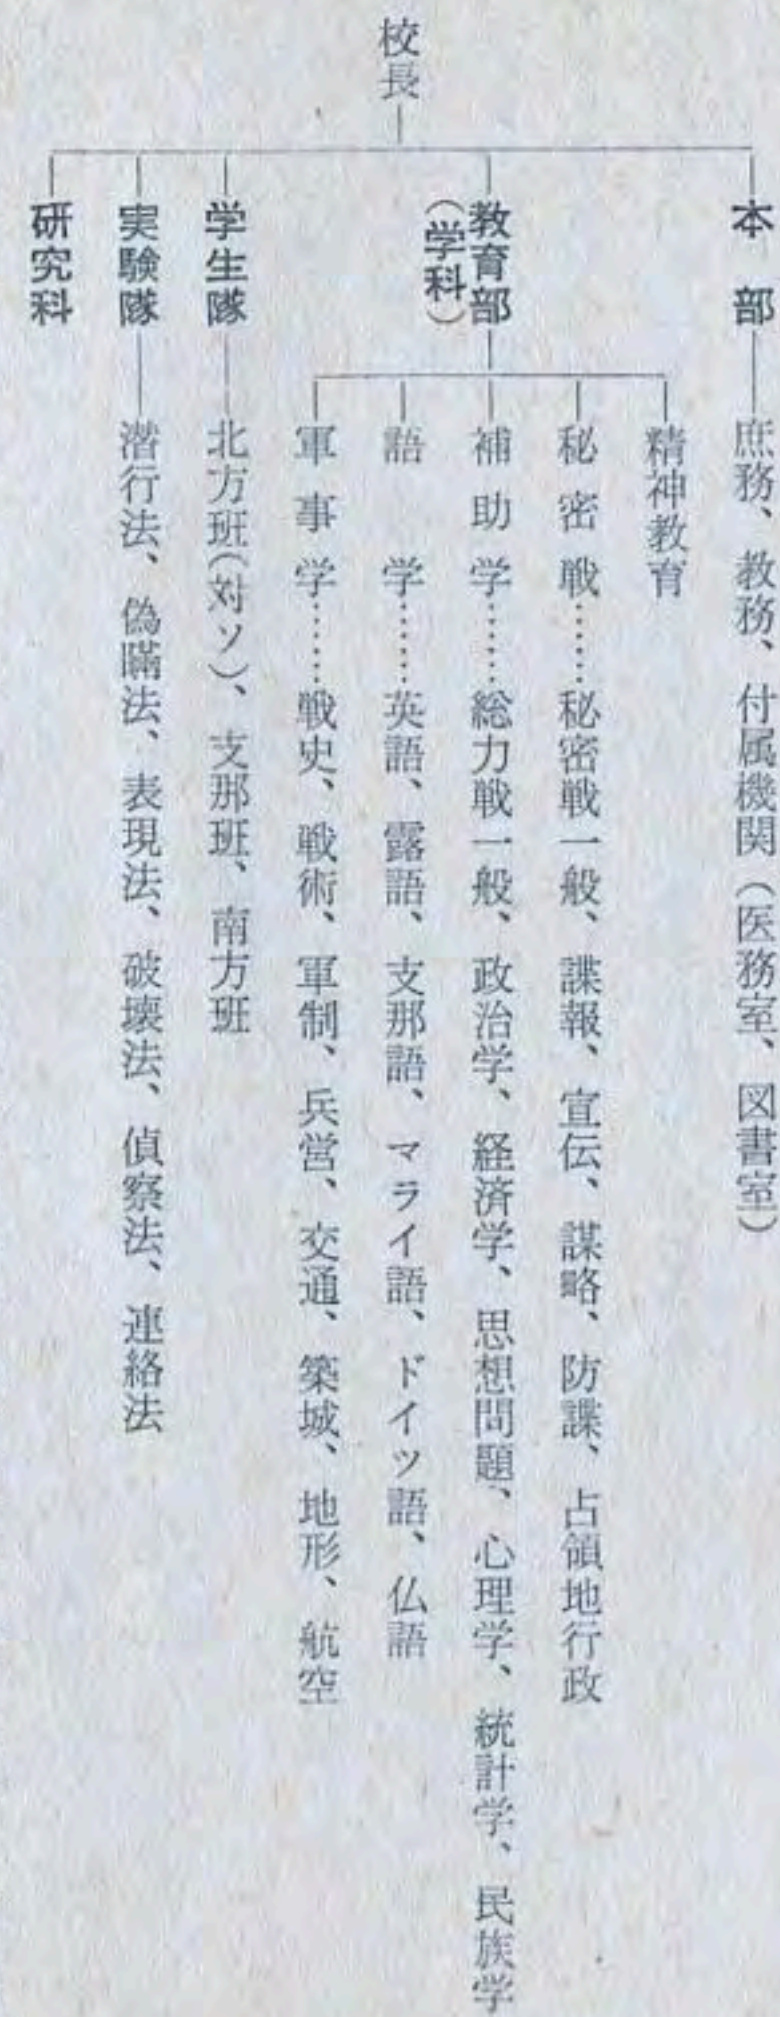 校長
本部　庶務、教務、付属機関（医務室、図書室）
教育部
（学科）
精神教育
秘密戦……秘密戦一般、諜報、宣伝、謀略、防諜、占領地行政
補助学……総力戦一般、政治学、経済学、思想問題、心理学、統計学、民族学
語学……英語、露語、支那語、マライ語、ドイツ語、仏語
軍事学……戦史、戦術、軍制、兵営、交通、築城、地形、航空
学生隊　北方班（対ソ）、支那班、南方班
実験隊　潜行法、偽瞞法、表現法、破壊法、偵察法、連絡法
研究科